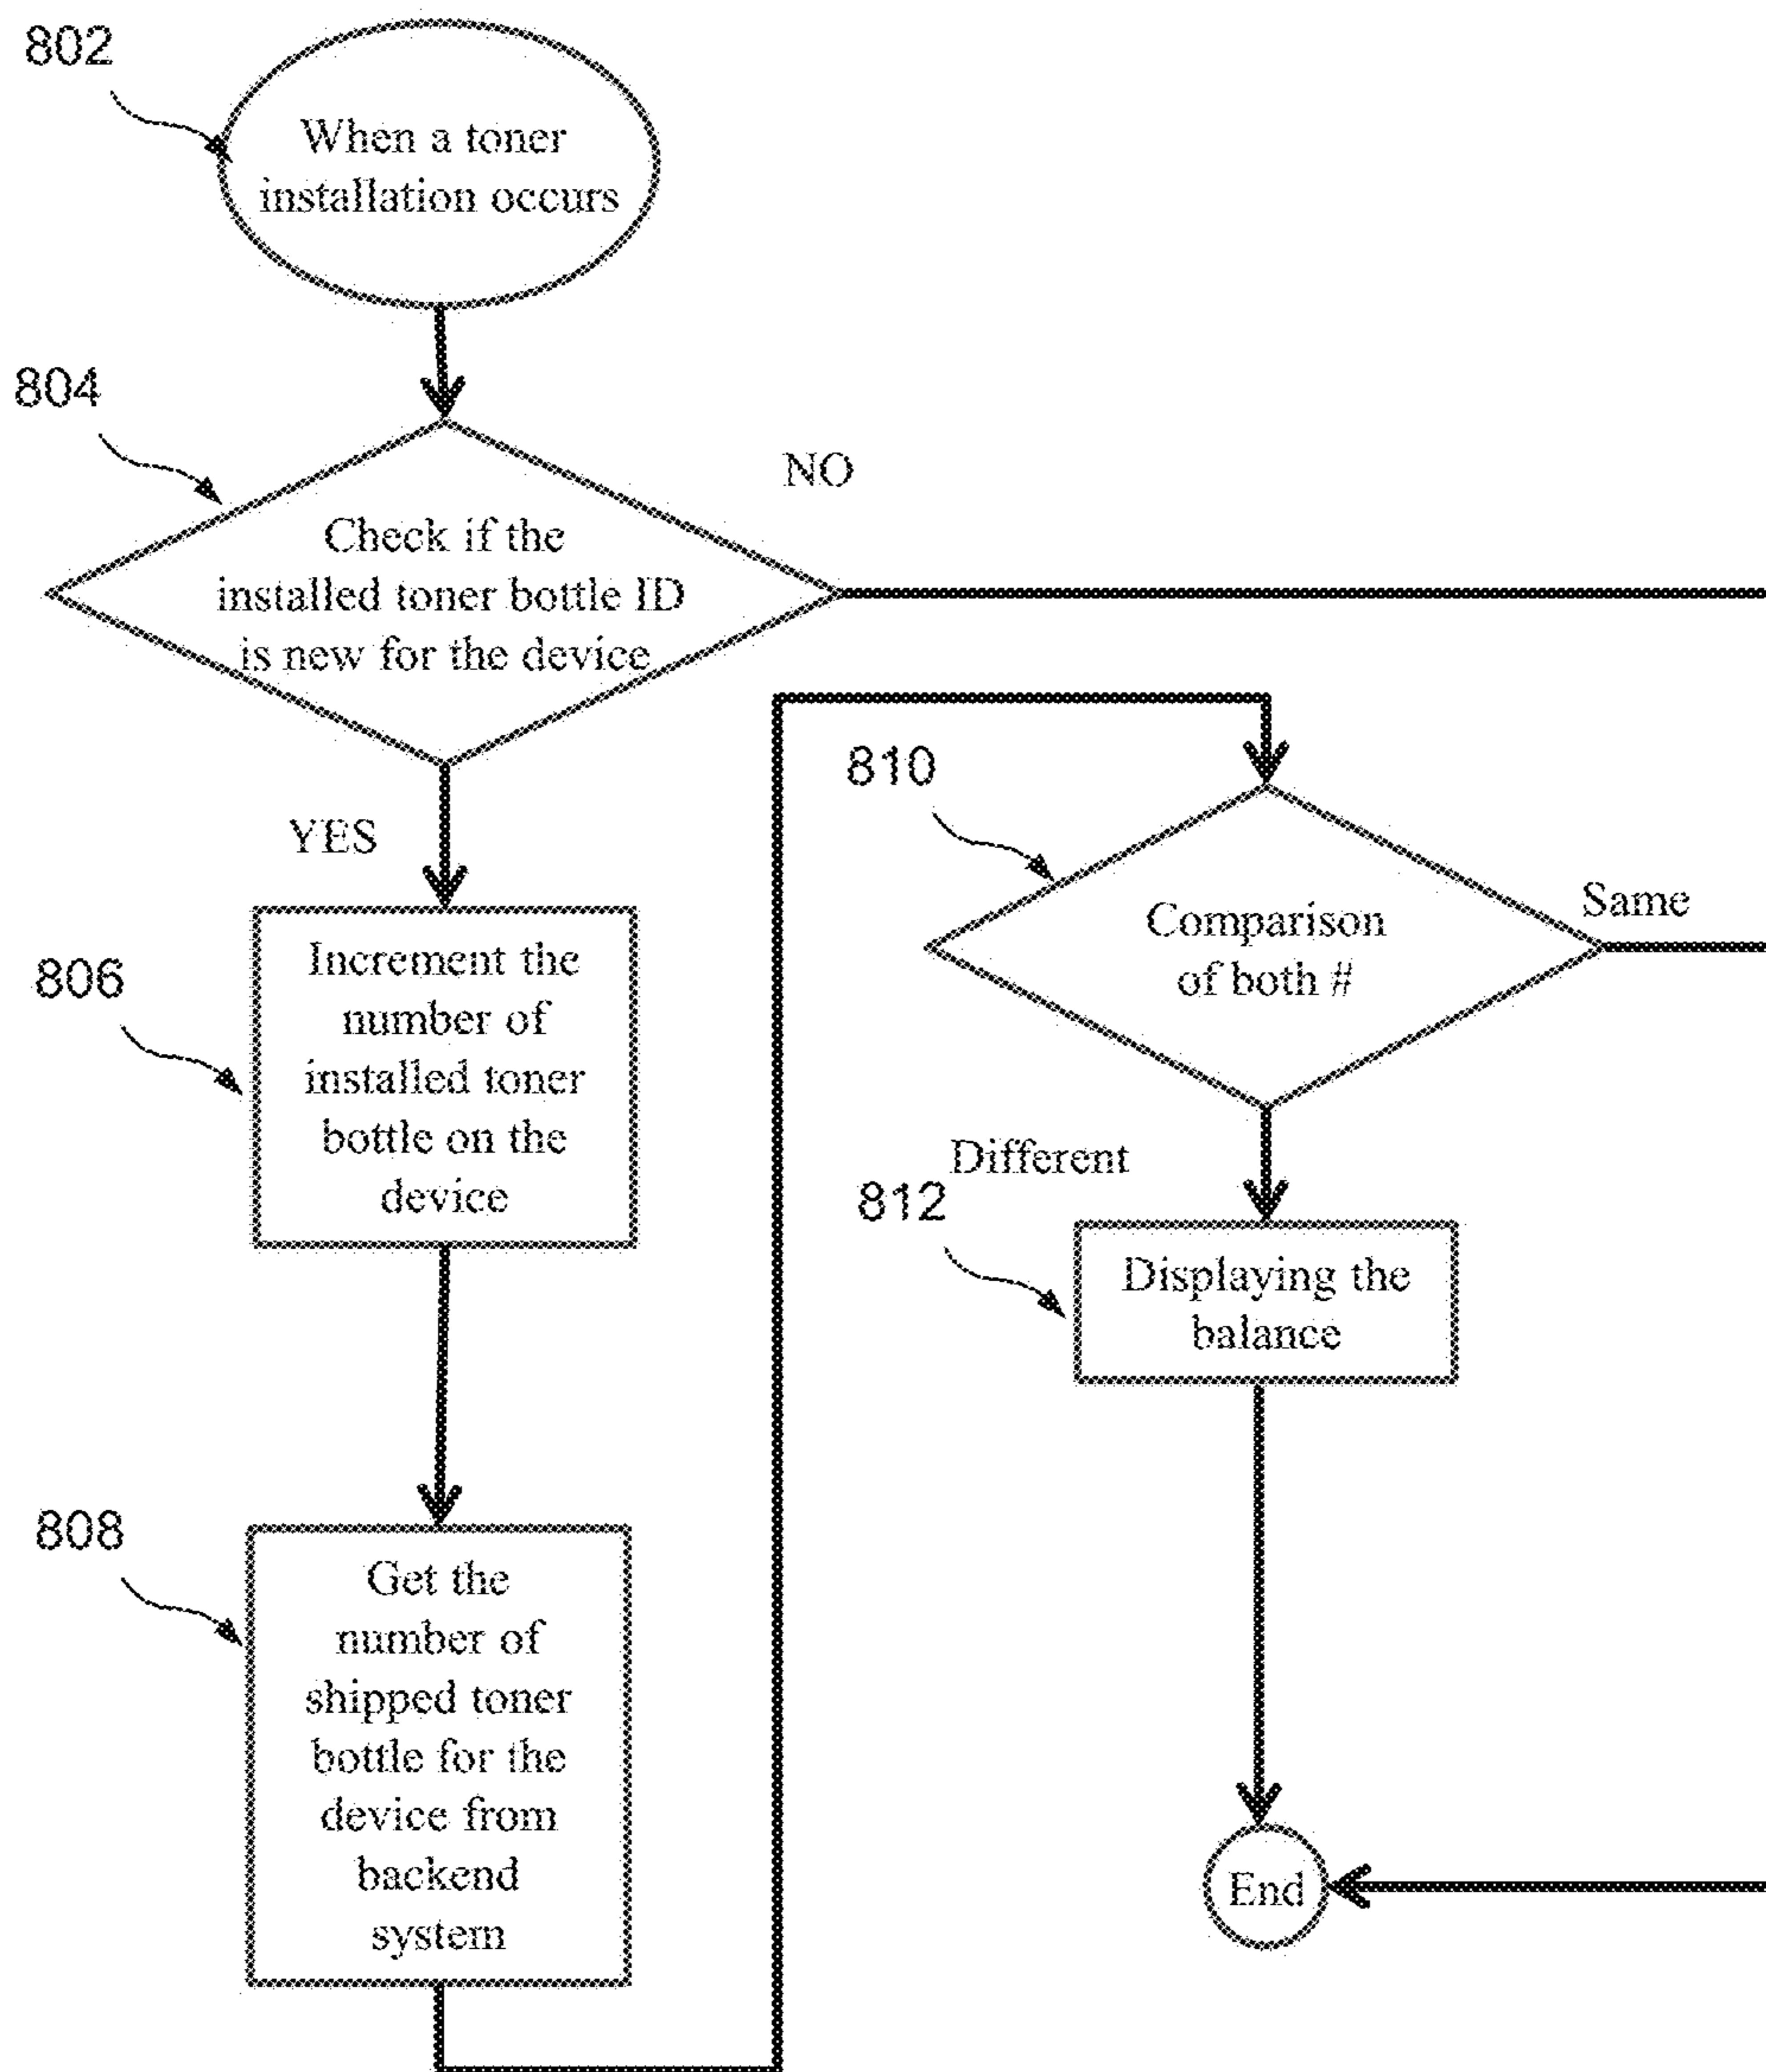 802
When a toner
installation occurs
804
NO
Check if the
installed toner bottle ID
is new for the device
YES
806
Increment the
number of
installed toner
bottle on the
device
808
Get the
number of
shipped toner
bottle for the
device from
backend
system
810
Comparison
of both #
Same
Different
812
Displaying the
balance
End